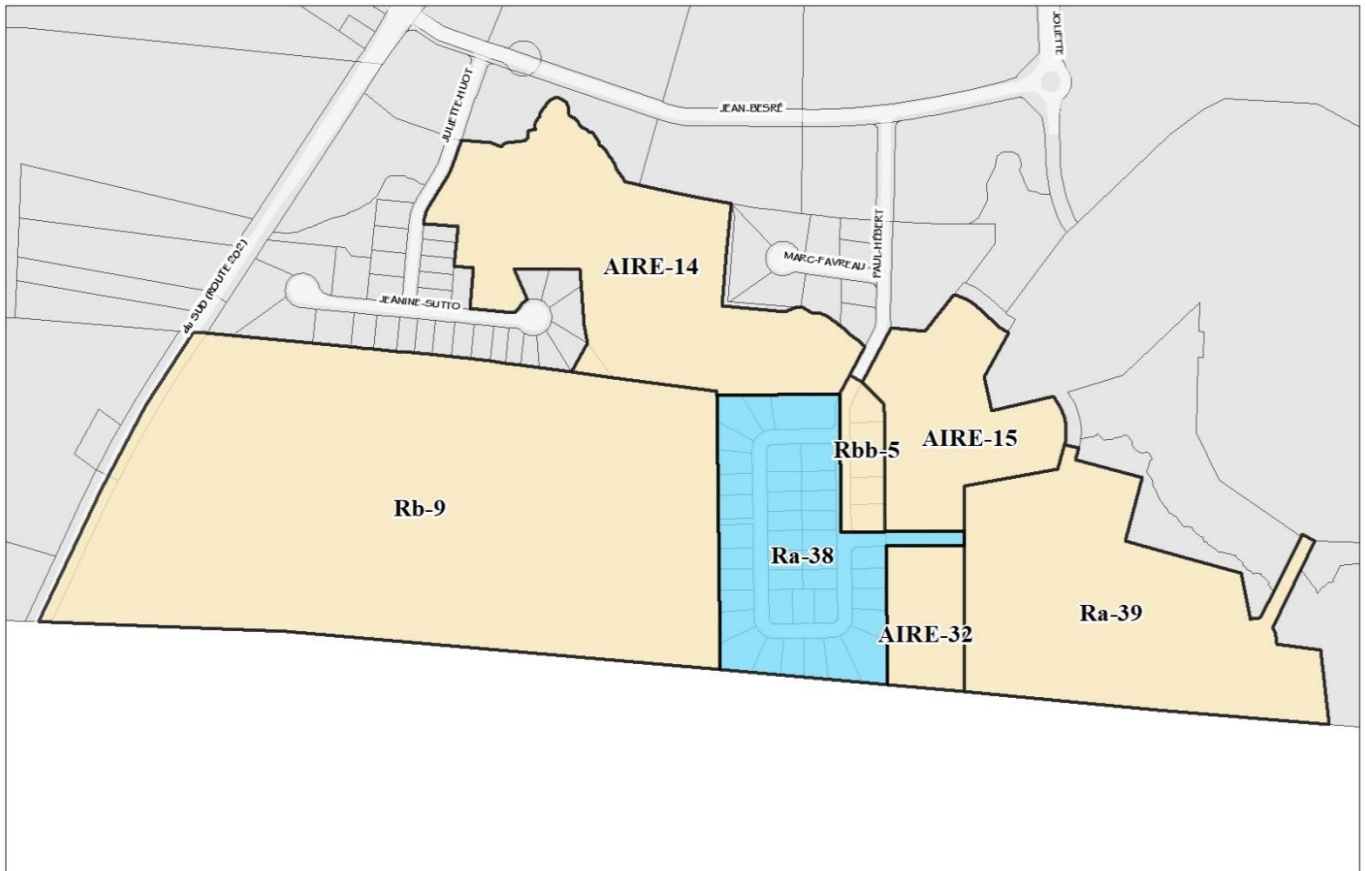 JOLIETTE
JULIETTE-HUOT
JEAN-BESRÉ
AIRE-14
PAUL-HÉBERT
MARC-FAVREAU
du SUD (ROUTE 202)
JEANINE-SUTTO
Rbb-5
AIRE-15
Rb-9
Ra-38
Ra-39
AIRE-32